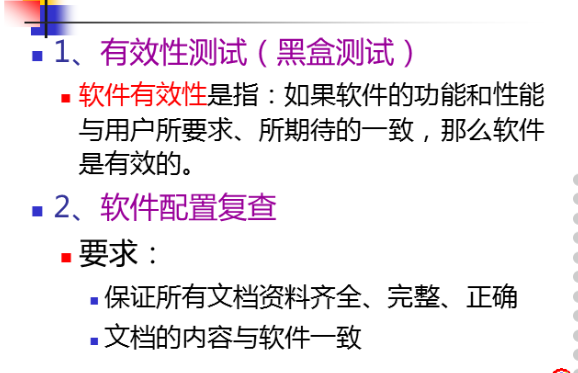 1、有效性测试（黑盒测试）
软件有效性是指：如果软件的功能和性能
与用户所要求、所期待的一致，那么软件
是有效的。
2、软件配置复查
要求：
保证所有文档资料齐全、完整、正确
文档的内容与软件一致